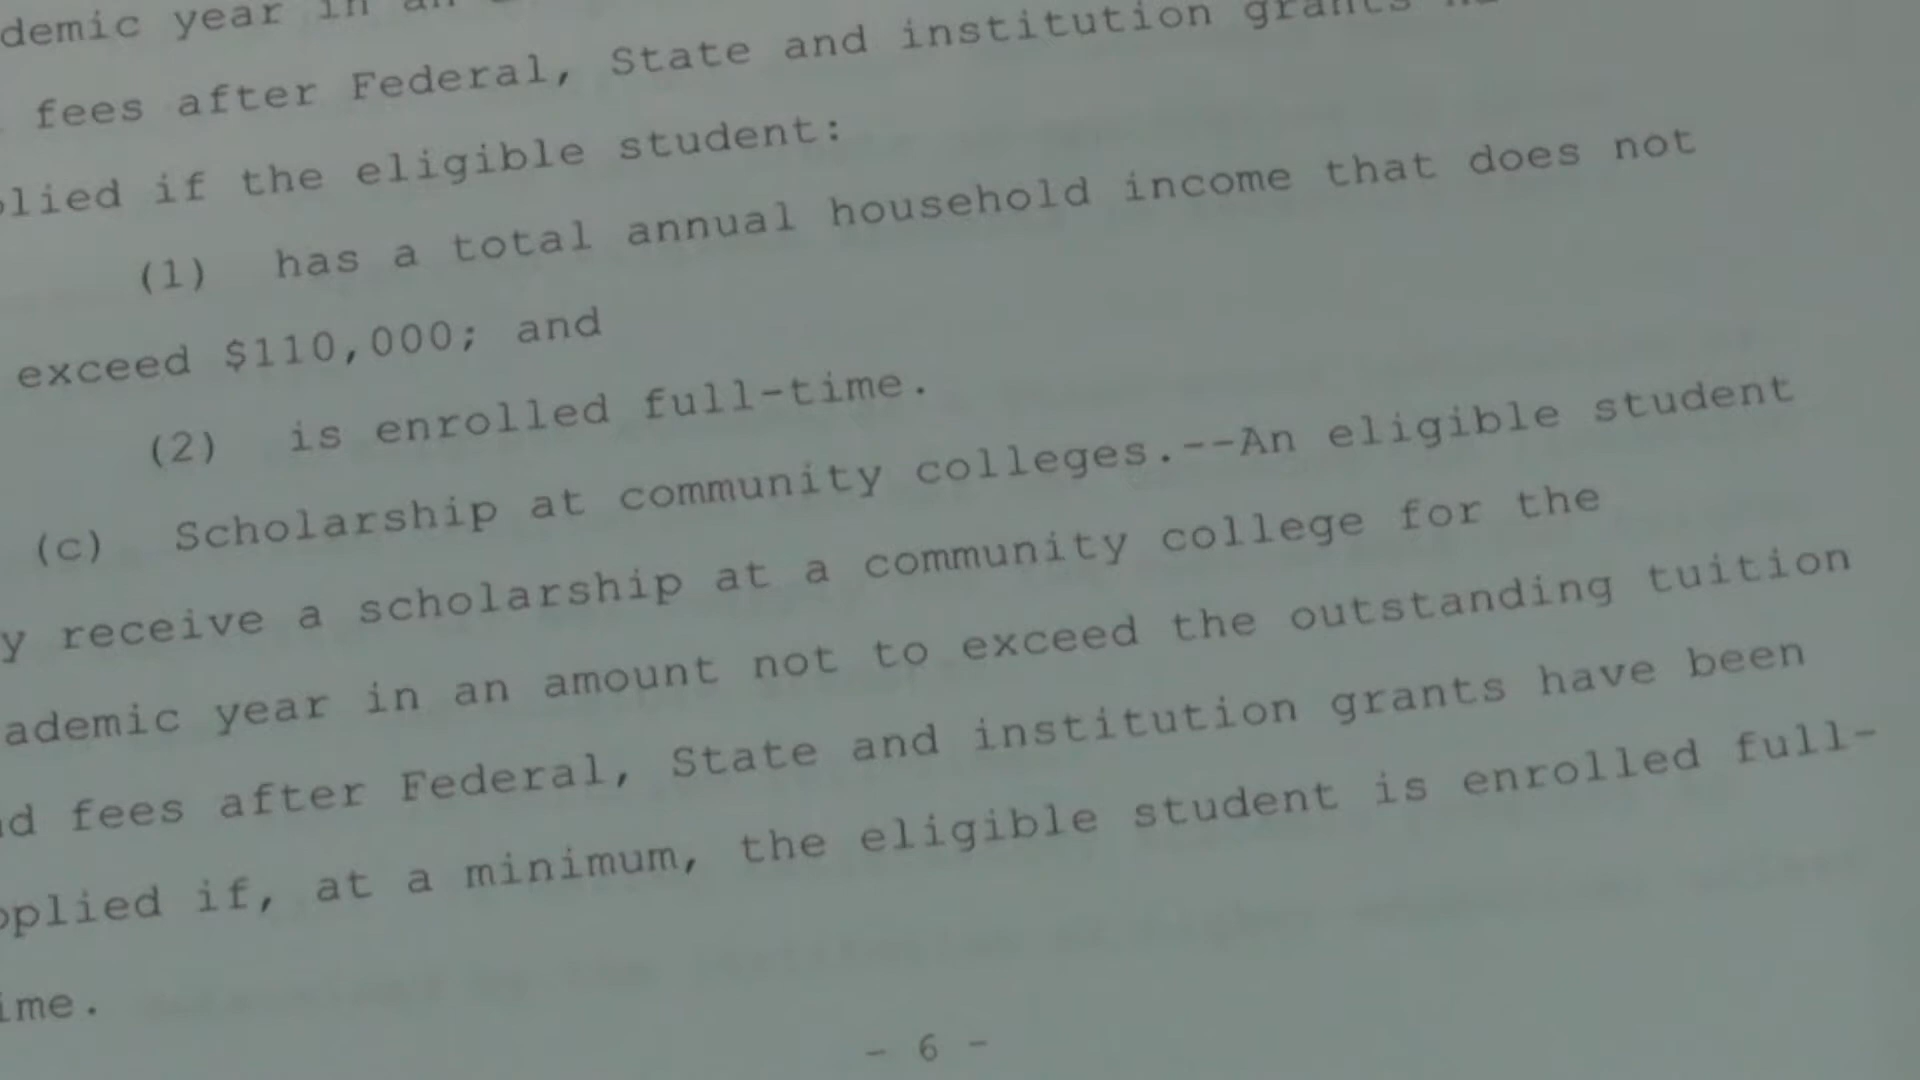 demic year in an
fees after Federal, State and institution grants
plied if the eligible student:
(1) has a total annual household income that does not
exceed $110,000; and
(2) is enrolled full-time.
(c) Scholarship at community colleges.--An eligible student
y receive a scholarship at a community college for the
ademic year in an amount not to exceed the outstanding tuition
d fees after Federal, State and institution grants have been
pplied if, at a minimum, the eligible student is enrolled full-
ime.
- 6 -